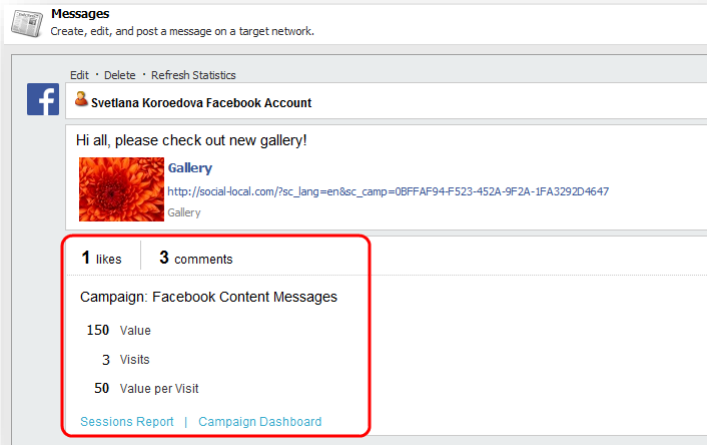 Messages
Create, edit, and post a message on a target network.
Edit · Delete · Refresh Statistics
Svetlana Koroedova Facebook Account
Hi all, please check out new gallery!
Gallery
http://social-local.com/?sc_lang=en&sc_camp=0BFFAF94-F523-452A-9F2A-1FA3292D4647
Gallery
1 likes 3 comments
Campaign: Facebook Content Messages
150 Value
3 Visits
50 Value per Visit
Sessions Report | Campaign Dashboard